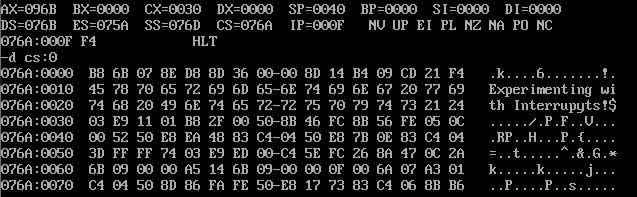 AX=096B BX=0000 CX=0030 DX=0000 SP=0040 BP=0000 SI=0000 DI=0000
DS=076B ES=075A SS=076D CS=076A IP=000F NV UP EI PL NZ NA PO NC
076A:000F F4 HLT
-d cs:0
076A:0000 B8 6B 07 8E D8 8D 36 00-00 8D 14 B4 09 CD 21 F4 .k....6.......!.
076A:0010 45 78 70 65 72 69 6D 65-6E 74 69 6E 67 20 77 69 Experimenting wi
076A:0020 74 68 20 49 6E 74 65 72-72 75 70 79 74 73 21 24 th Interrupyts!$
076A:0030 03 E9 11 01 B8 2F 00 50-8B 46 FC 8B 56 FE 05 0C ...../.P.F..V...
076A:0040 00 52 50 E8 EA 48 83 C4-04 50 E8 7B 0E 83 C4 04 .RP..H...P.{....
076A:0050 3D FF FF 74 03 E9 ED 00-C4 5E FC 26 8A 47 0C 2A =..t.....^.&.G.*
076A:0060 6B 09 00 00 A5 14 6B 09-00 00 0F 00 6A 07 A3 01 k.....k.....j...
076A:0070 C4 04 50 8D 86 FA FE 50-E8 17 73 83 C4 06 8B B6 ..P....P..s.....